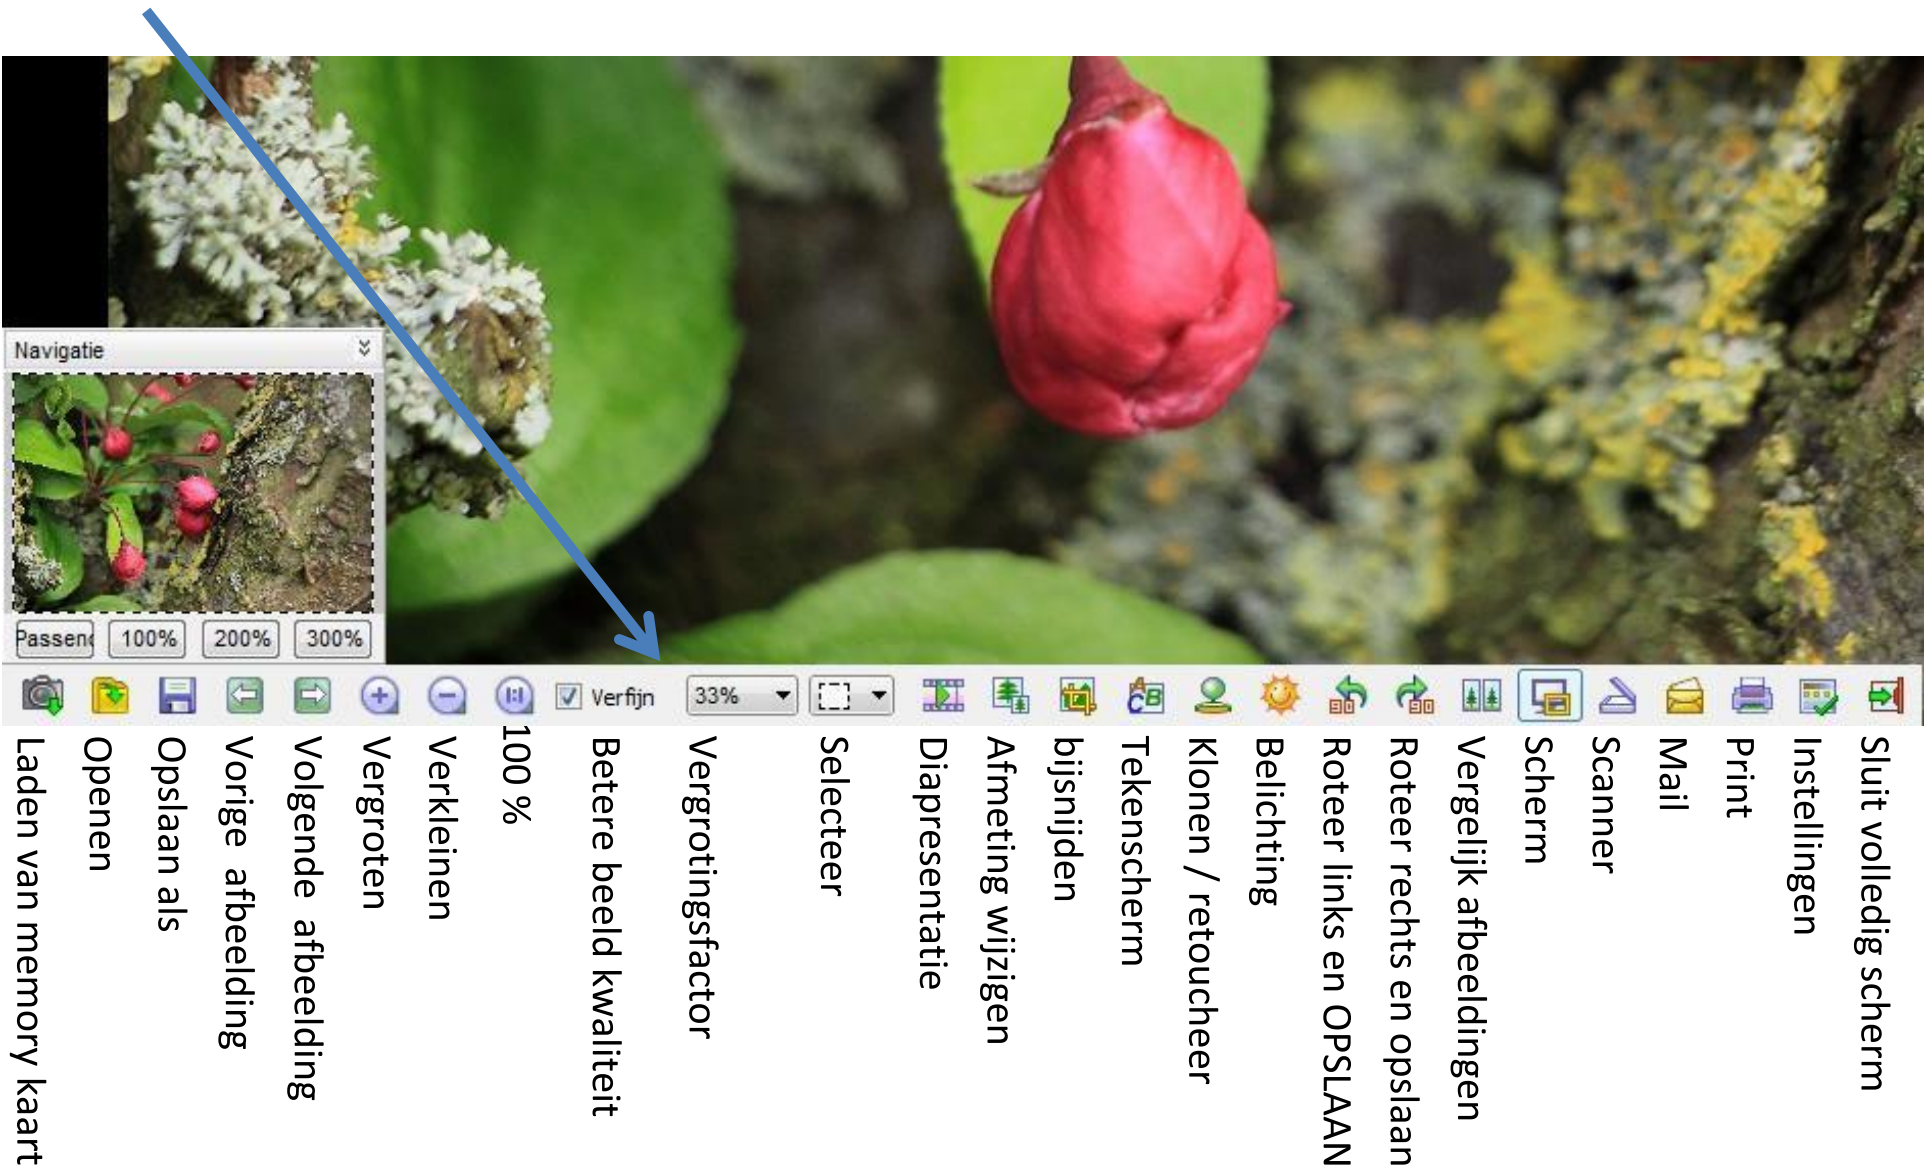 Navigatie
Passend
100%
200%
300%
Verfijn
33%
Laden van memory kaart
Openen
Opslaan als
Vorige afbeelding
Volgende afbeelding
Vergroten
Verkleinen
100 %
Betere beeld kwaliteit
Vergrotingsfactor
Selecteer
Diapresentatie
Afmeting wijzigen
bijsnijden
Tekenscherm
Klonen / retoucheer
Belichting
Roteer links en OPSLAAN
Roteer rechts en opslaan
Vergelijk afbeeldingen
Scherm
Scanner
Mail
Print
Instellingen
Sluit volledig scherm